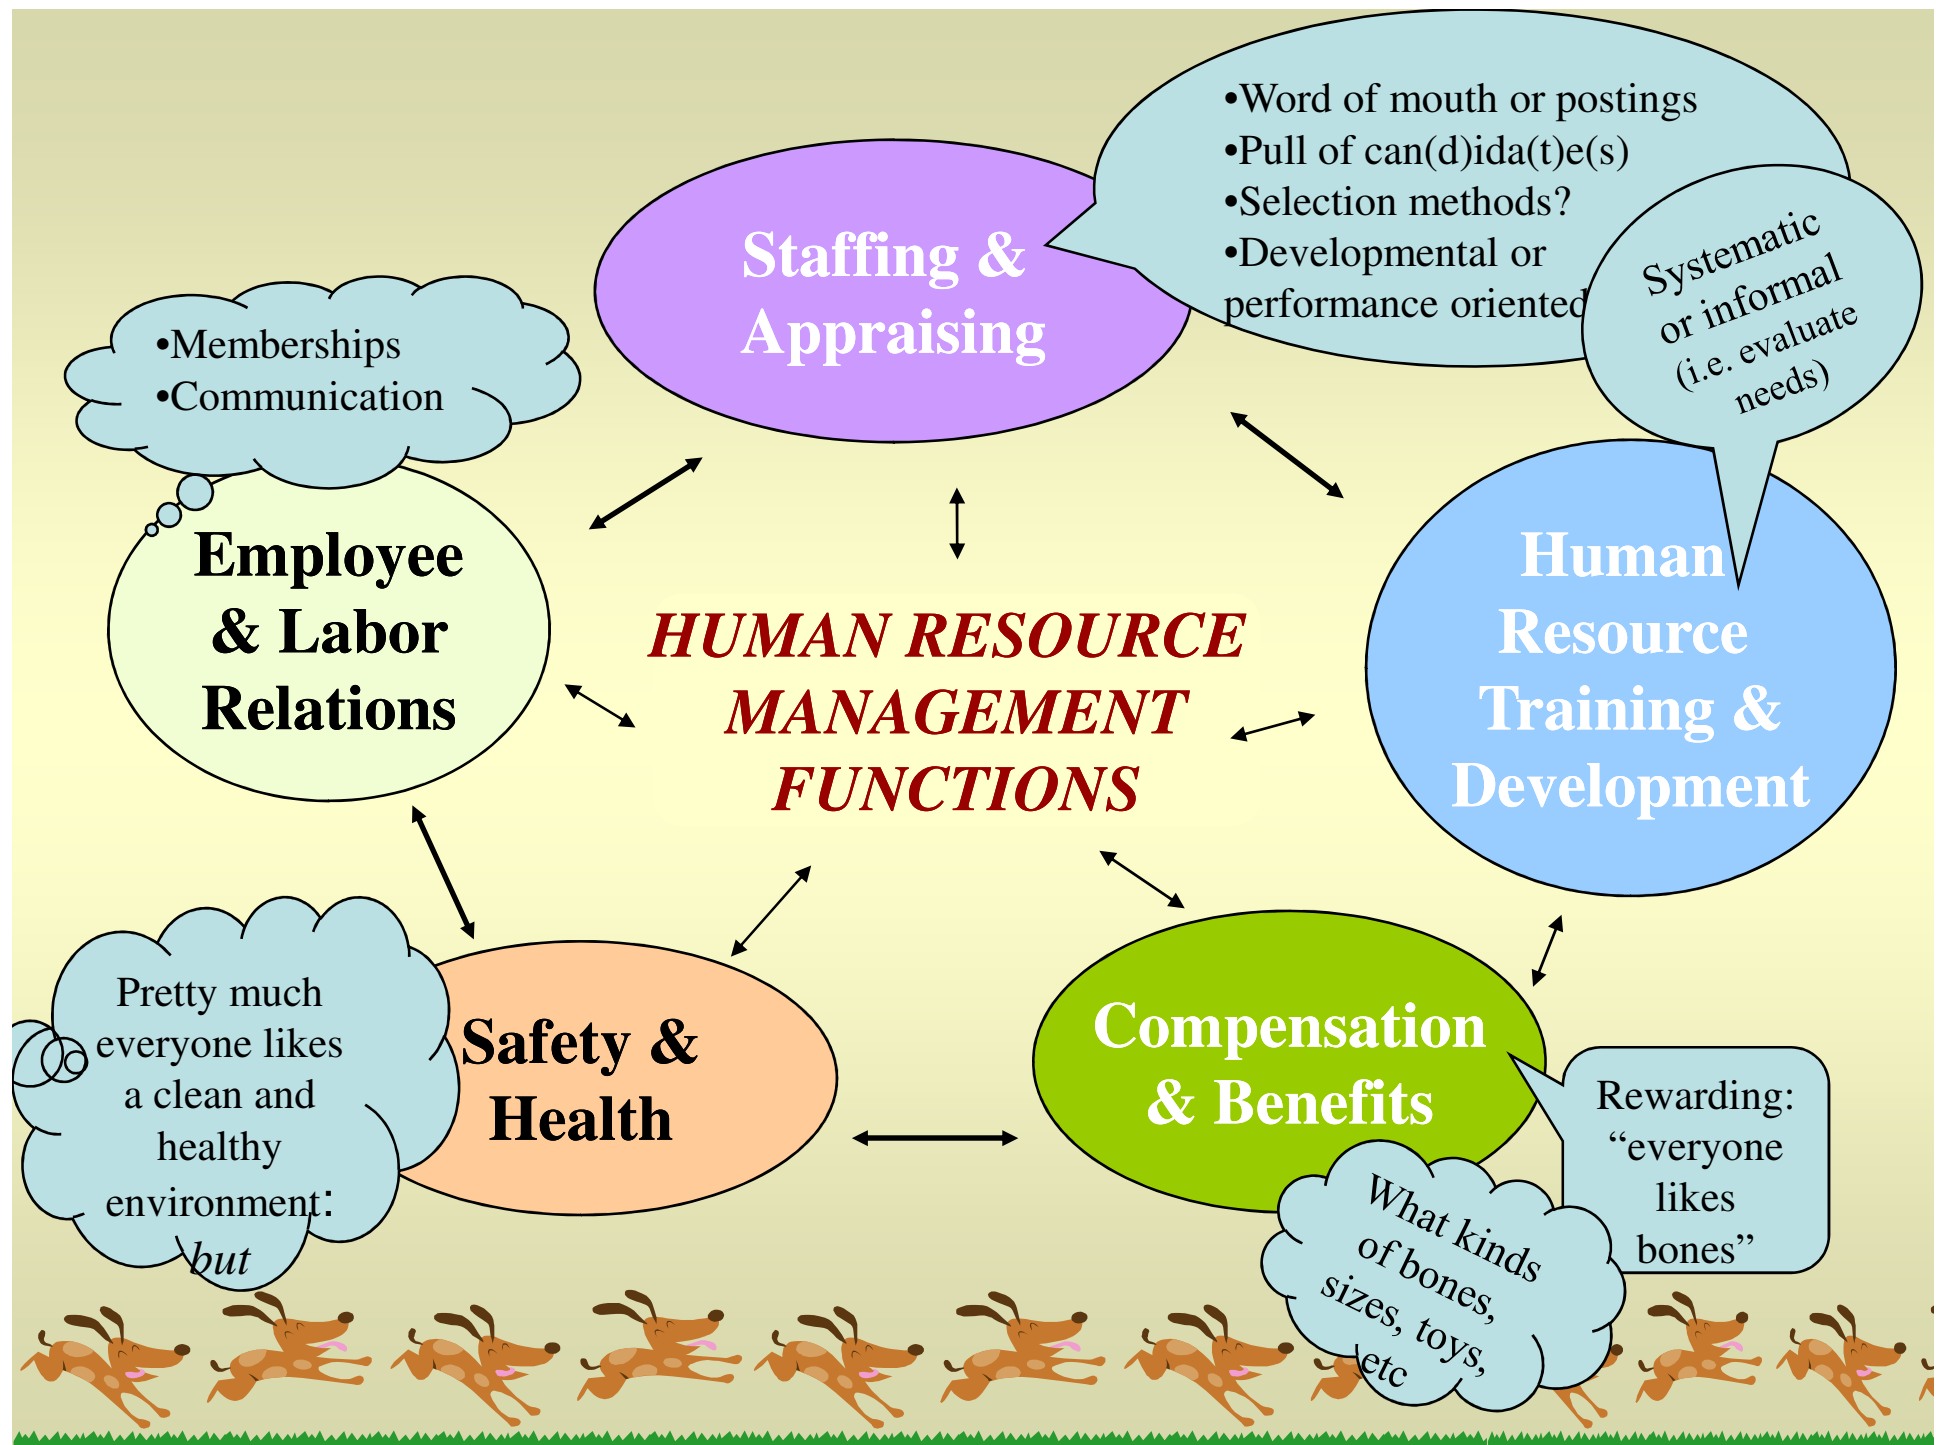 •Word of mouth or postings
•Pull of can(d)ida(t)e(s)
•Selection methods?
•Developmental or
performance oriented
Systematic
or informal
(i.e. evaluate
needs)
Staffing &
Appraising
•Memberships
•Communication
Employee
& Labor
Relations
HUMAN RESOURCE
MANAGEMENT
FUNCTIONS
Human
Resource
Training &
Development
Pretty much
everyone likes
a clean and
healthy
environment:
but
Safety &
Health
Compensation
& Benefits
Rewarding:
“everyone
likes
bones”
What kinds
of bones,
sizes, toys,
etc